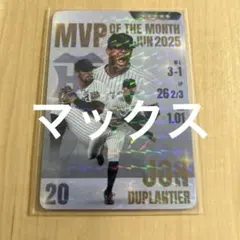 MVP OF THE MONTH
JUN 2025
3-1
26 2/3
マックス
1.01
20
JON
DUPLANTIER